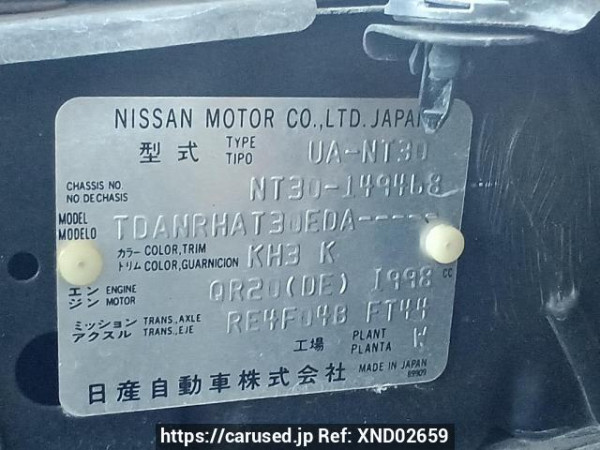 NISSAN MOTOR CO.,LTD. JAPAN
型式 TYPE TIPO UA-NT30
CHASSIS NO. NO DE CHASIS NT30-149468
MODEL MODELO TDANRHAT30EDA-----
カラー COLOR,TRIM
トリム COLOR,GUARNICION KH3 K
エンジン ENGINE MOTOR QR20(DE) 1998 CC
ミッション TRANS,AXLE
アクスル TRANS,EJE RE4F04B FT44
工場 PLANT PLANTA W
日産自動車株式会社 MADE IN JAPAN
89909
https://carused.jp Ref: XND02659